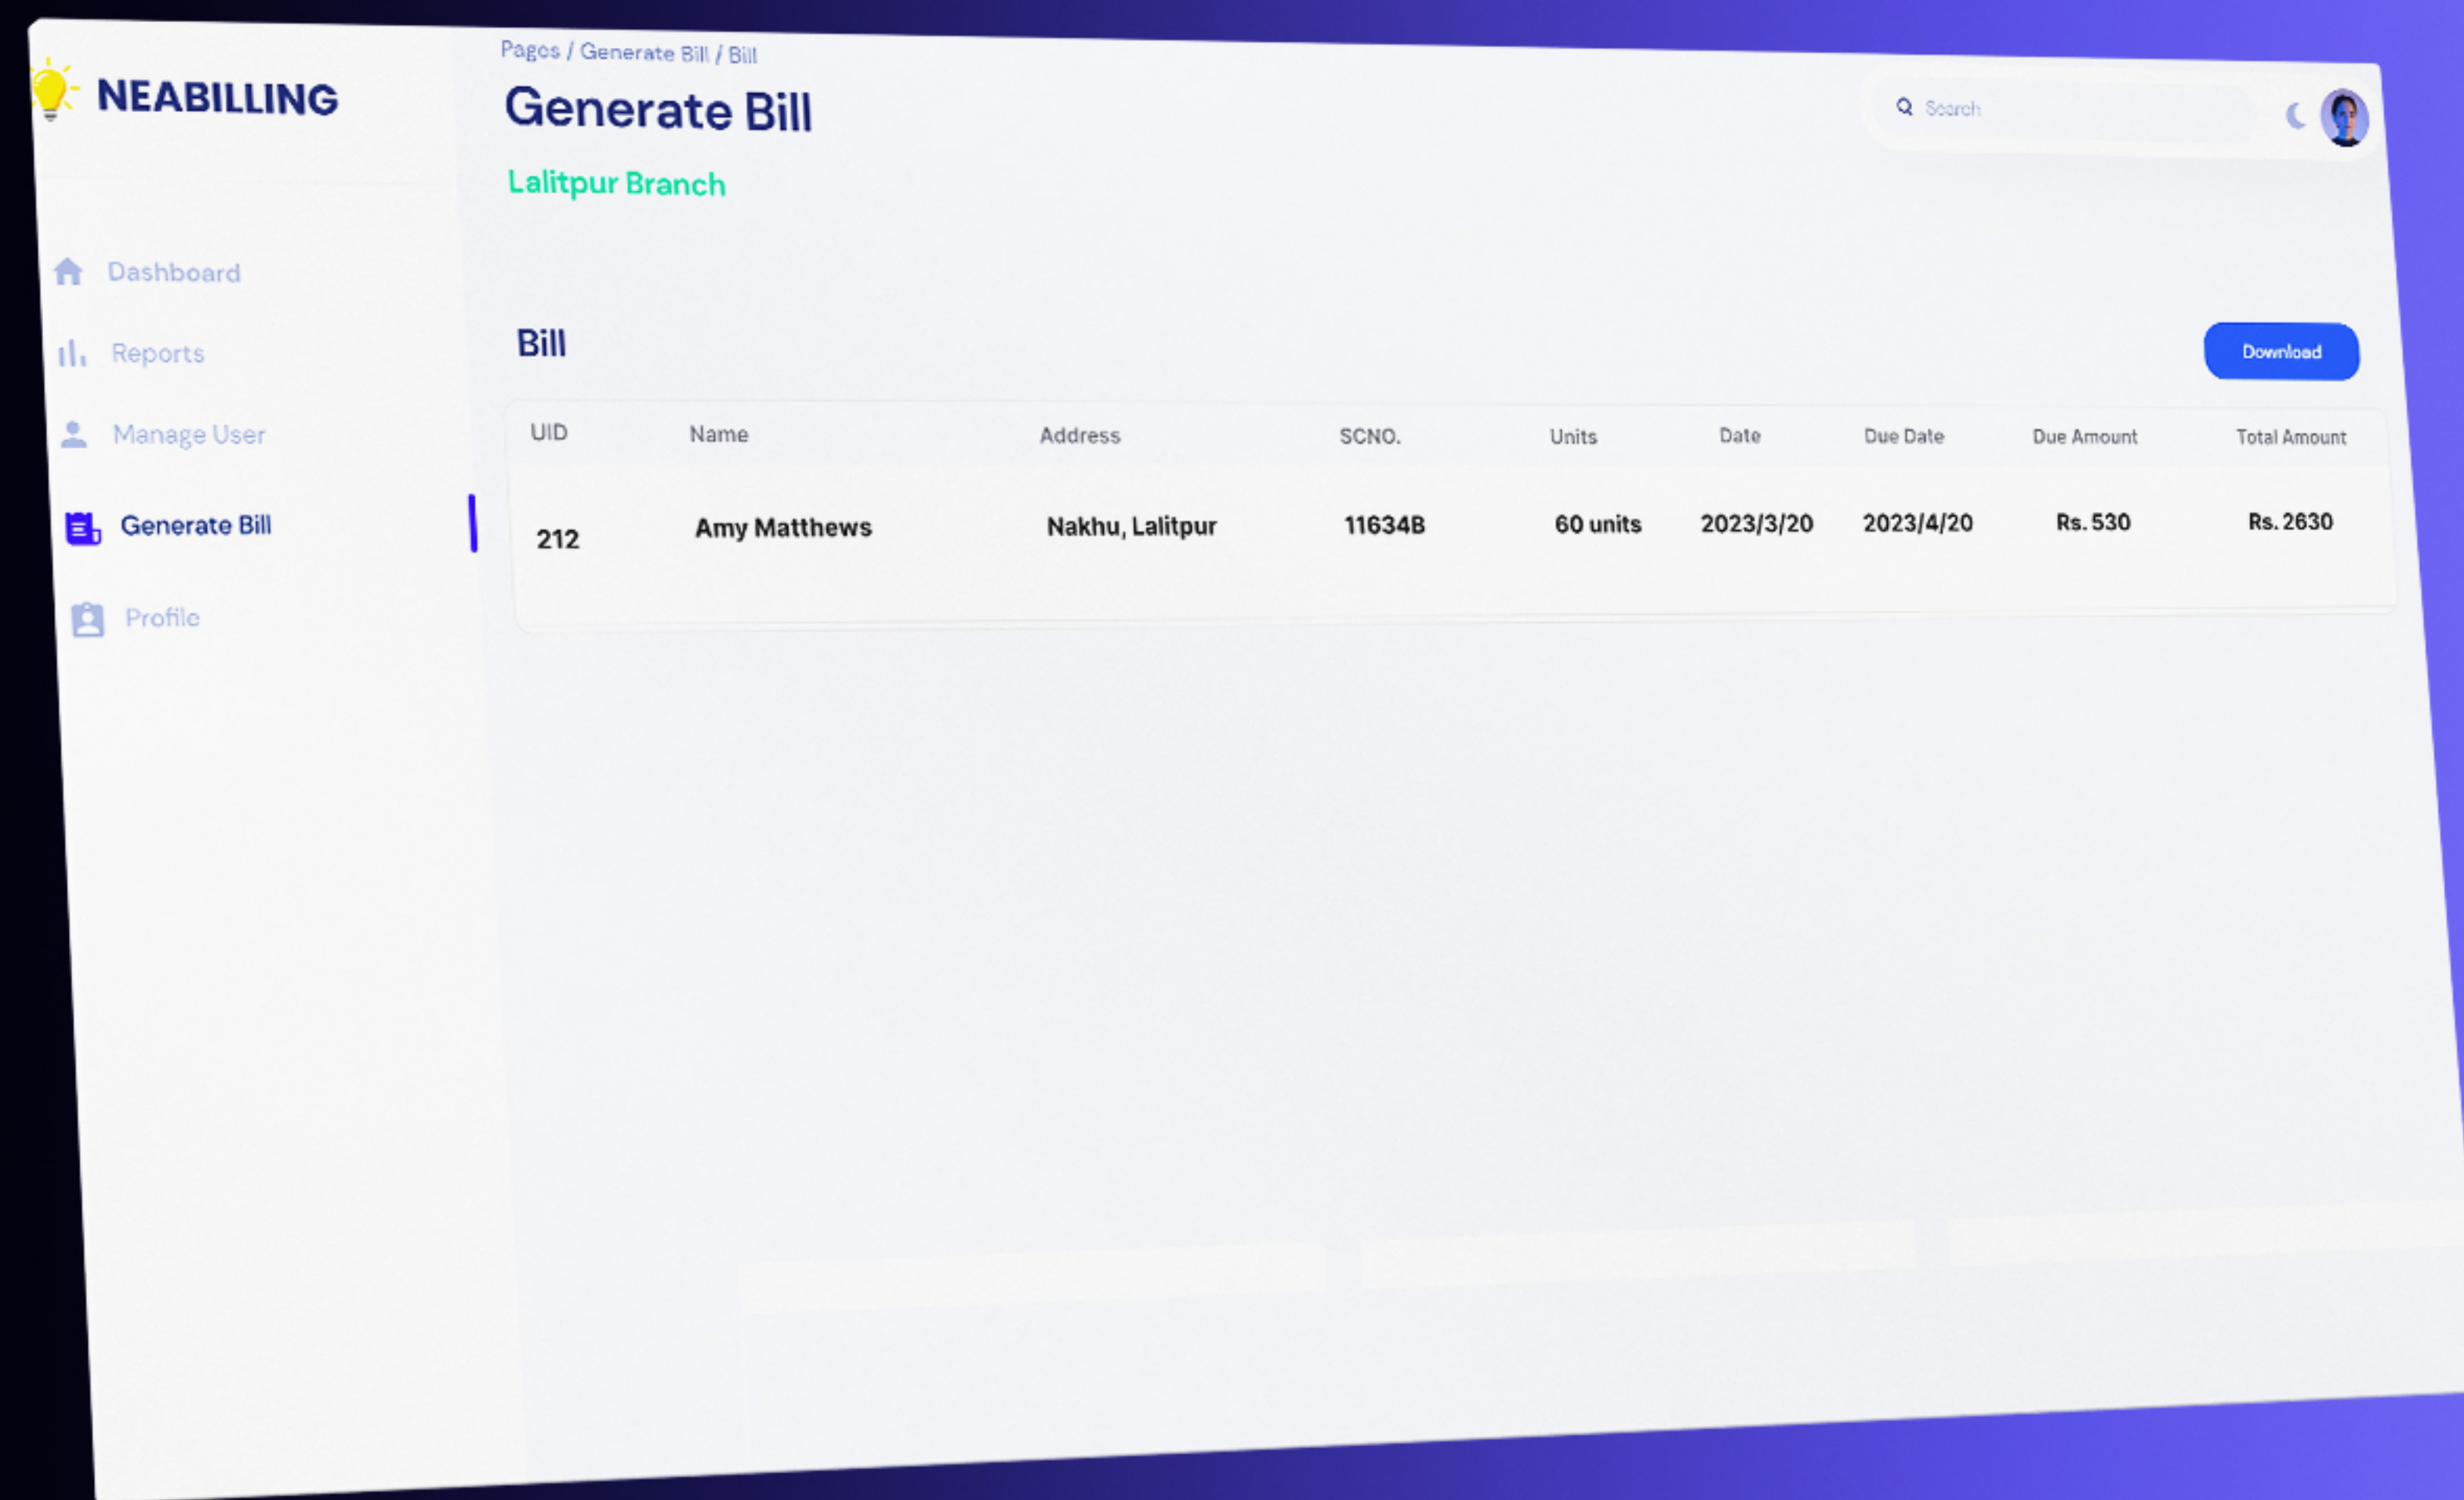 NEABILLING
Dashboard
Reports
Manage User
Generate Bill
Profile
Pages / Generate Bill / Bill
Generate Bill
Lalitpur Branch
Search
Bill
Download
UID Name Address SCNO. Units Date Due Date Due Amount Total Amount
212 Amy Matthews Nakhu, Lalitpur 11634B 60 units 2023/3/20 2023/4/20 Rs. 530 Rs. 2630